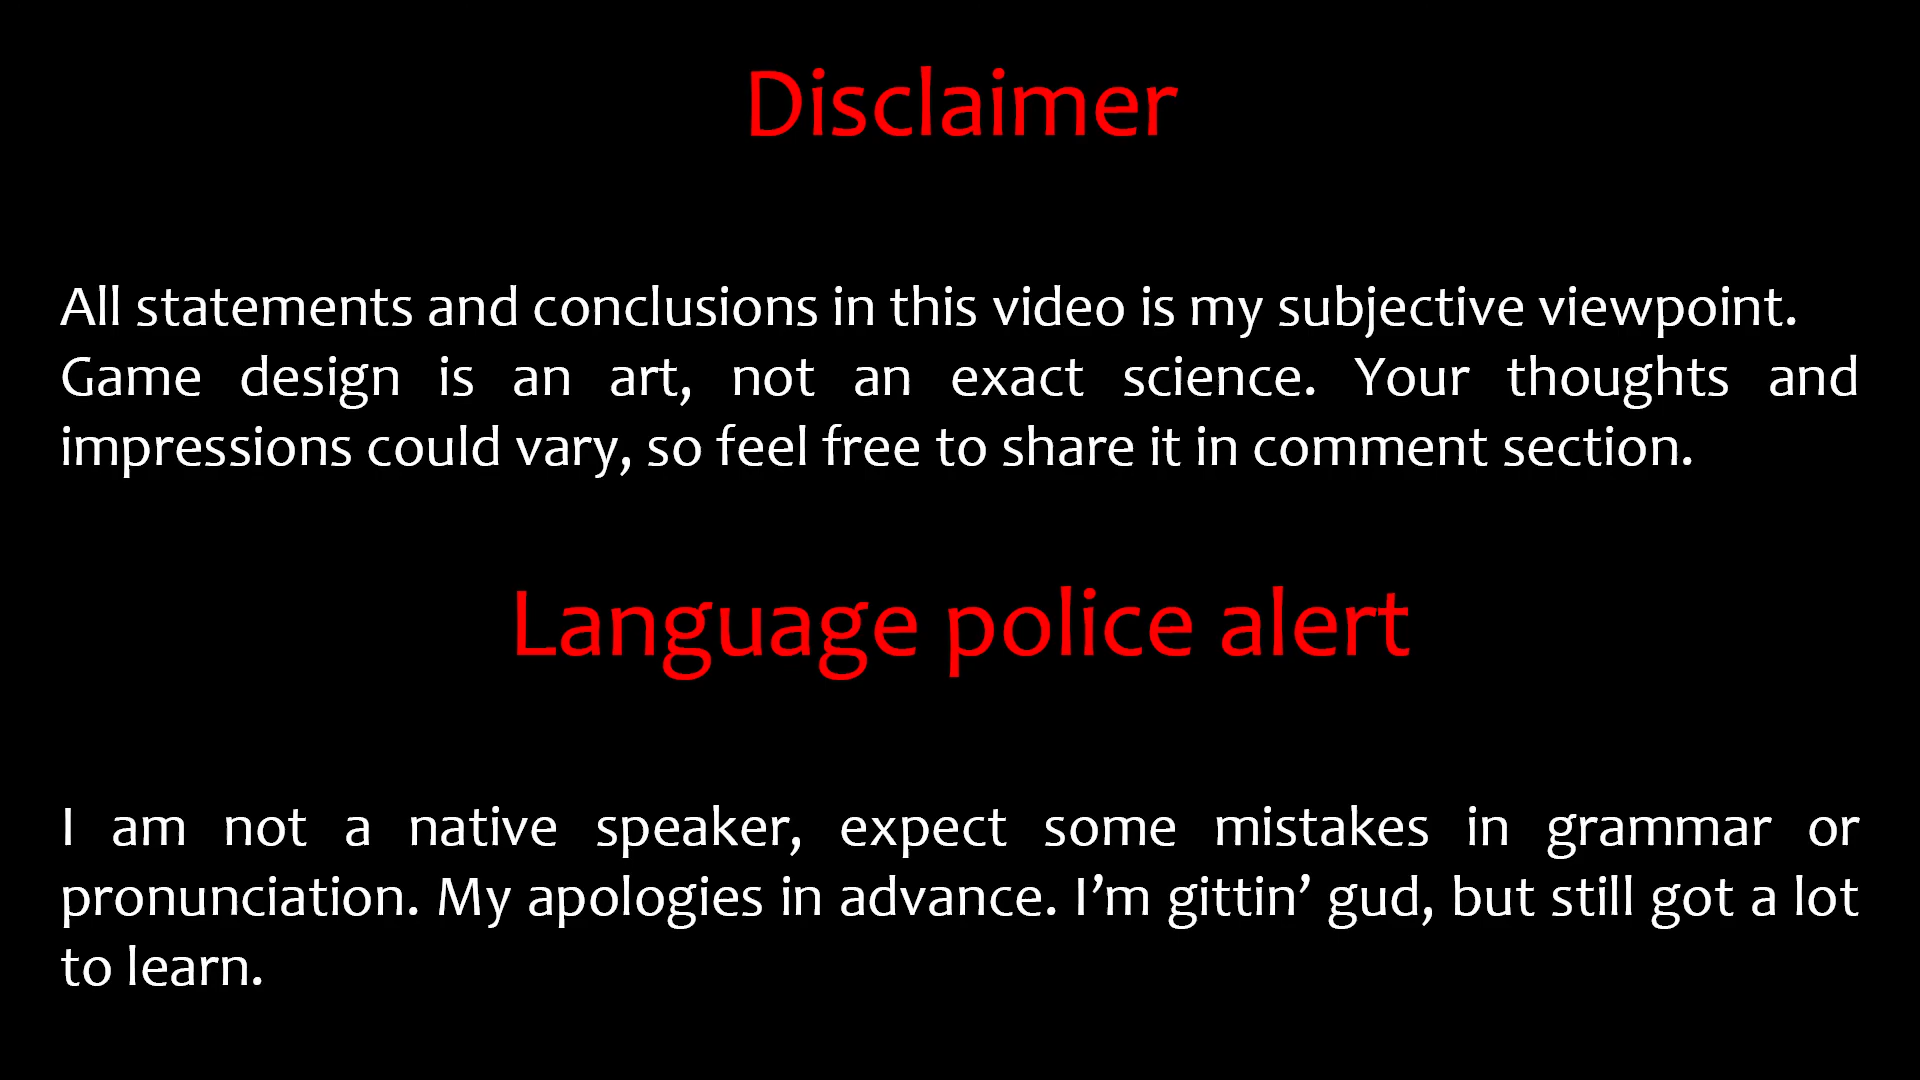 Disclaimer
All statements and conclusions in this video is my subjective viewpoint.
Game design is an art, not an exact science. Your thoughts and
impressions could vary, so feel free to share it in comment section.
Language police alert
I am not a native speaker, expect some mistakes in grammar or
pronunciation. My apologies in advance. I’m gittin’ gud, but still got a lot
to learn.